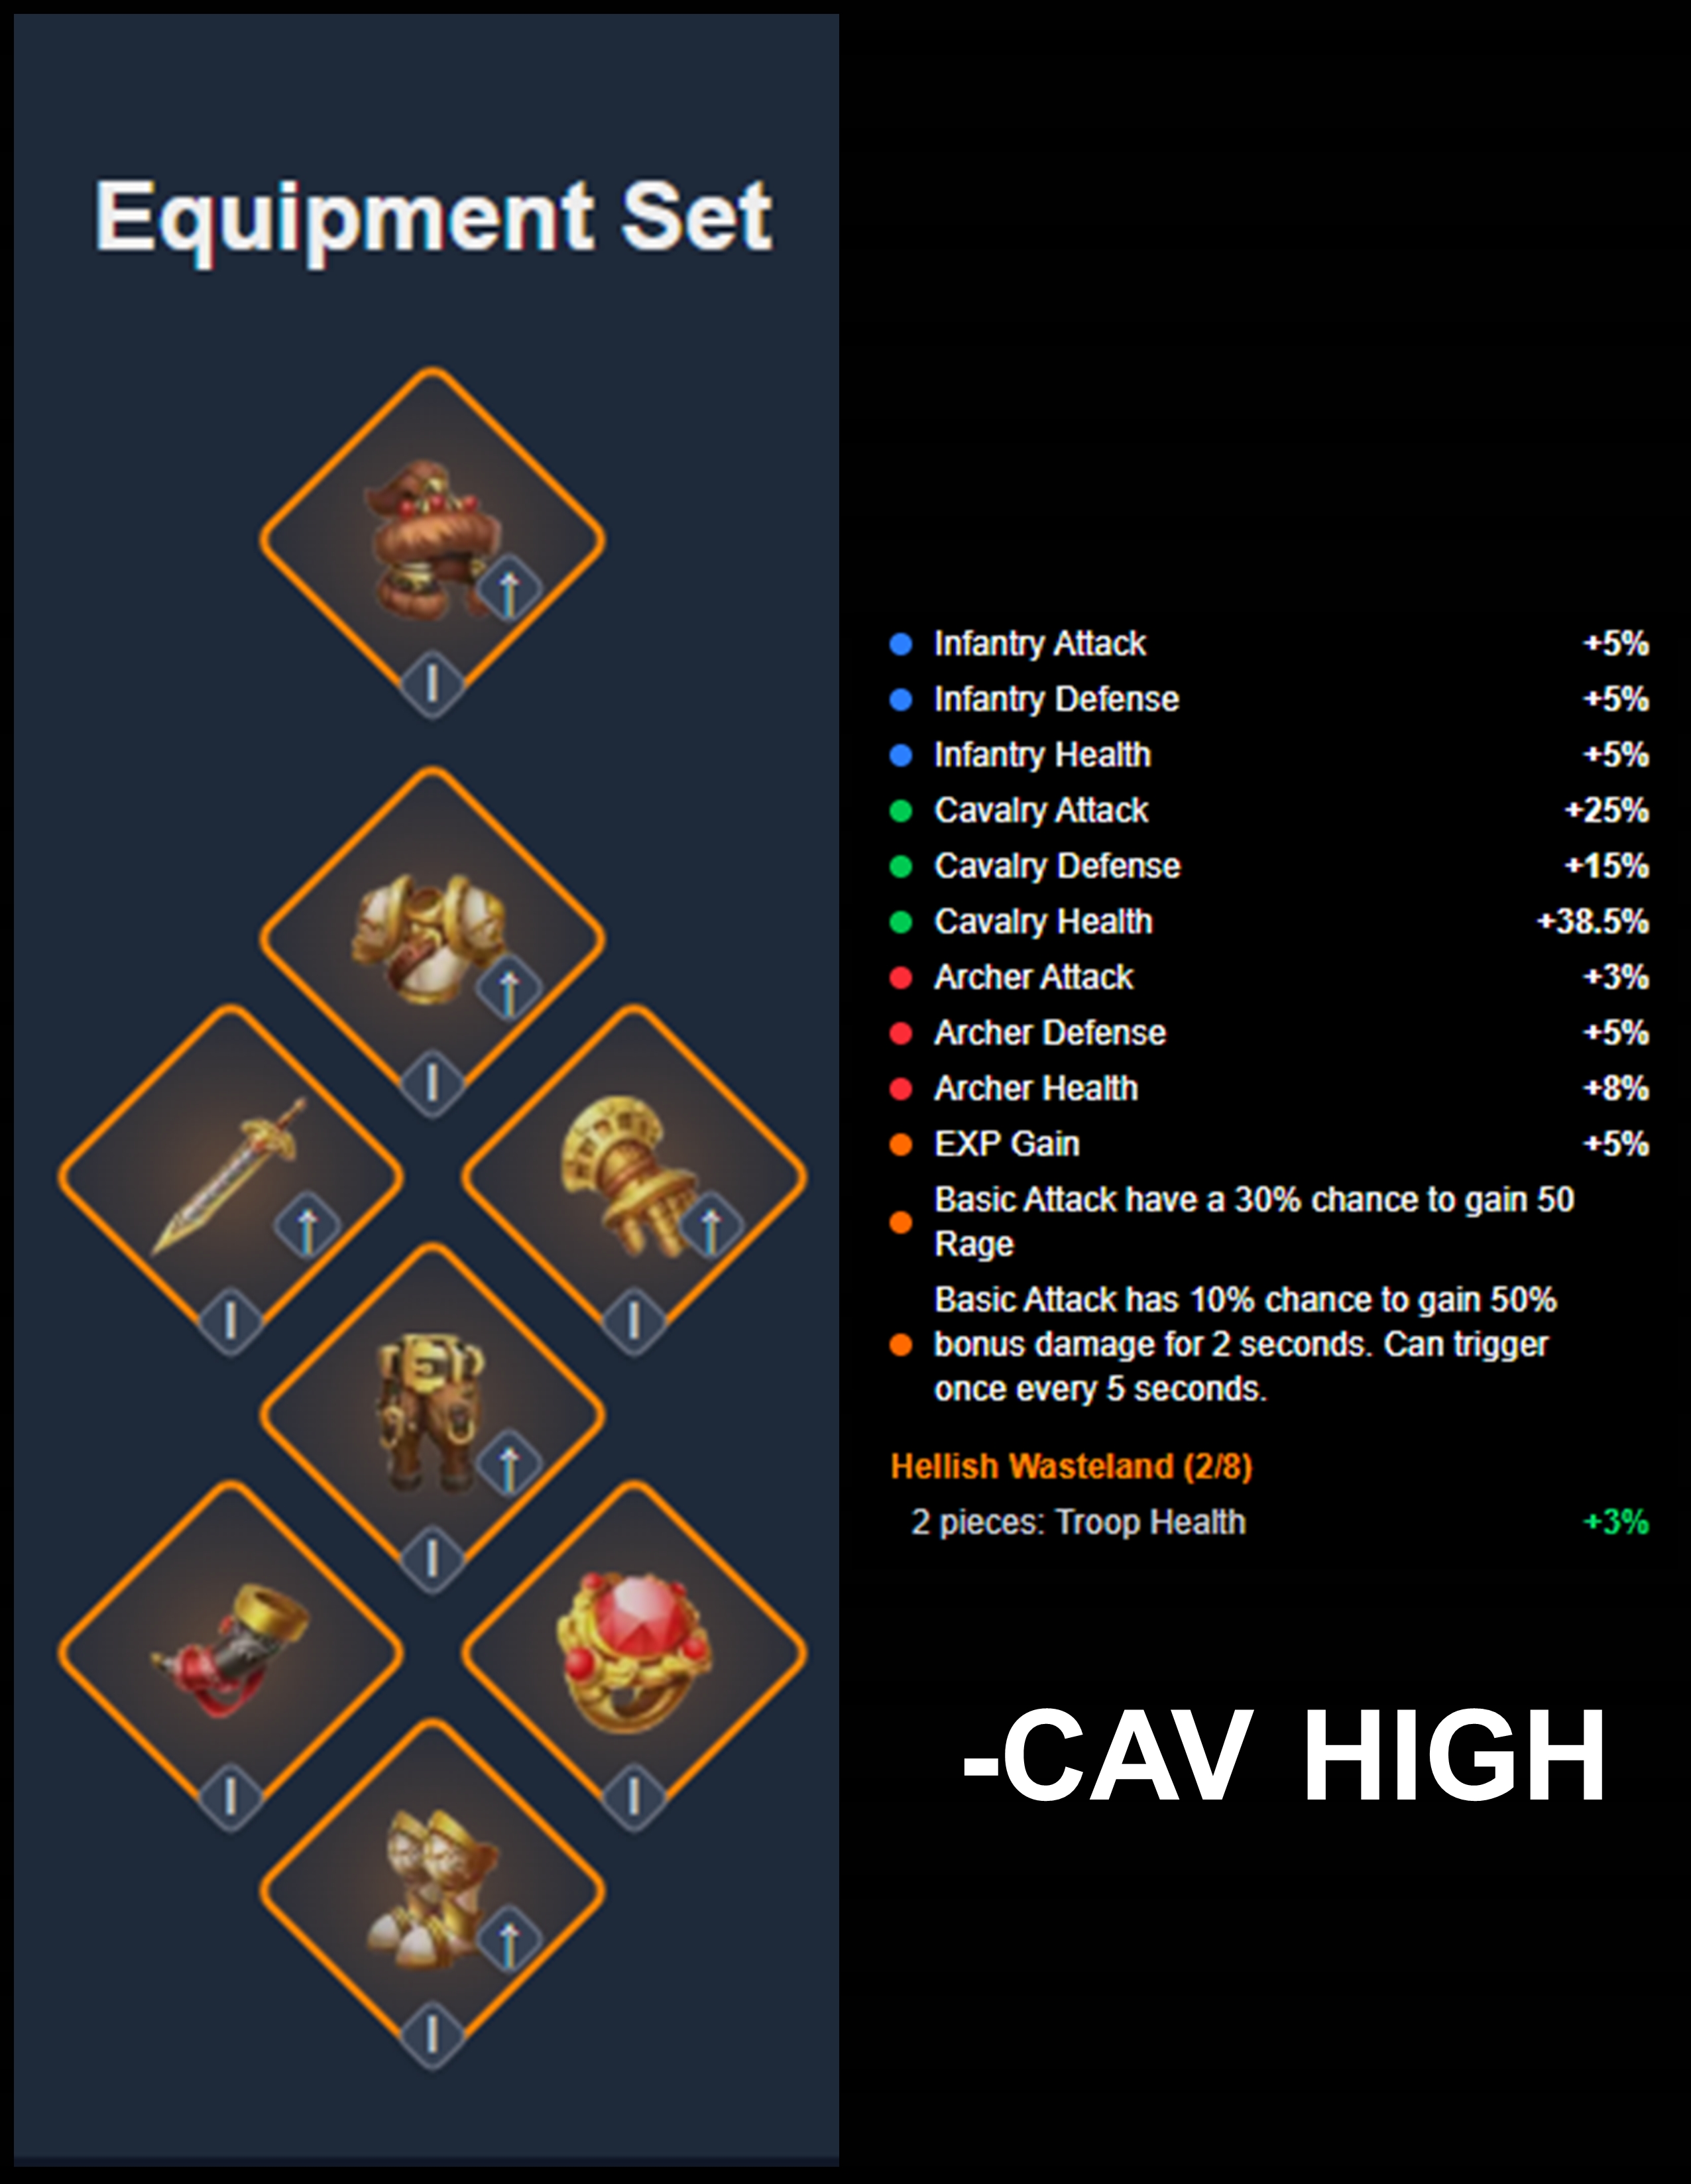 Equipment Set
I
I
I
I
I
I
I
I
Infantry Attack +5%
Infantry Defense +5%
Infantry Health +5%
Cavalry Attack +25%
Cavalry Defense +15%
Cavalry Health +38.5%
Archer Attack +3%
Archer Defense +5%
Archer Health +8%
EXP Gain +5%
Basic Attack have a 30% chance to gain 50
Rage
Basic Attack has 10% chance to gain 50%
bonus damage for 2 seconds. Can trigger
once every 5 seconds.
Hellish Wasteland (2/8)
2 pieces: Troop Health +3%
-CAV HIGH